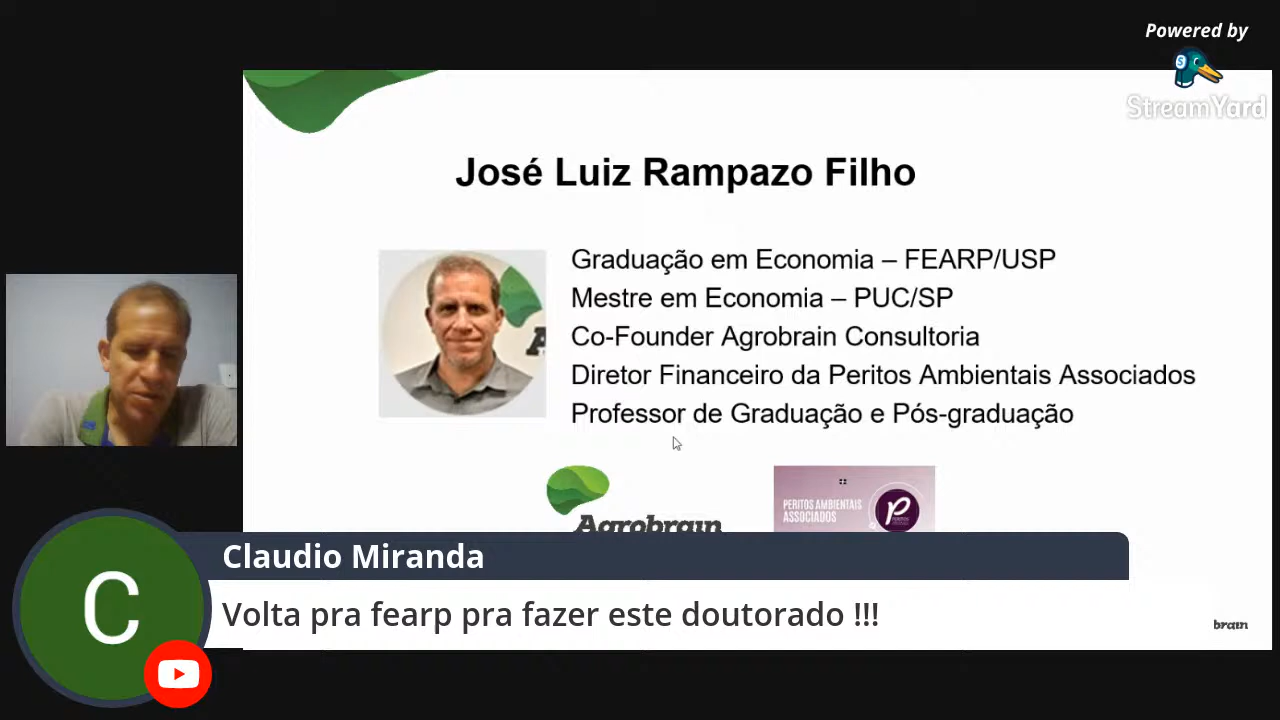 Powered by
StreamYard
José Luiz Rampazo Filho
Graduação em Economia – FEARP/USP
Mestre em Economia – PUC/SP
Co-Founder Agrobrain Consultoria
Diretor Financeiro da Peritos Ambientais Associados
Professor de Graduação e Pós-graduação
Agrobrain
PERITOS AMBIENTAIS
ASSOCIADOS
P
Claudio Miranda
C
Volta pra fearp pra fazer este doutorado !!!
brain